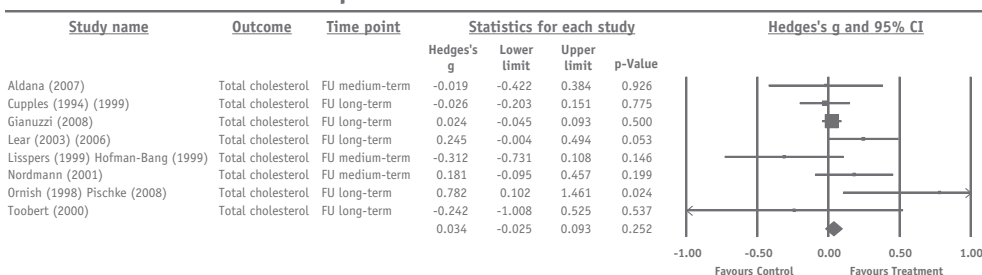 Study name Outcome Time point Statistics for each study Hedges's g and 95% CI
Hedges's g Lower limit Upper limit p-Value
Aldana (2007) Total cholesterol FU medium-term -0.019 -0.422 0.384 0.926
Cupples (1994) (1999) Total cholesterol FU long-term -0.026 -0.203 0.151 0.775
Gianuzzi (2008) Total cholesterol FU long-term 0.024 -0.045 0.093 0.500
Lear (2003) (2006) Total cholesterol FU long-term 0.245 -0.004 0.494 0.053
Lisspers (1999) Hofman-Bang (1999) Total cholesterol FU medium-term -0.312 -0.731 0.108 0.146
Nordmann (2001) Total cholesterol FU medium-term 0.181 -0.095 0.457 0.199
Ornish (1998) Pischke (2008) Total cholesterol FU long-term 0.782 0.102 1.461 0.024
Toobert (2000) Total cholesterol FU long-term -0.242 -1.008 0.525 0.537
0.034 -0.025 0.093 0.252
-1.00 -0.50 0.00 0.50 1.00
Favours Control Favours Treatment